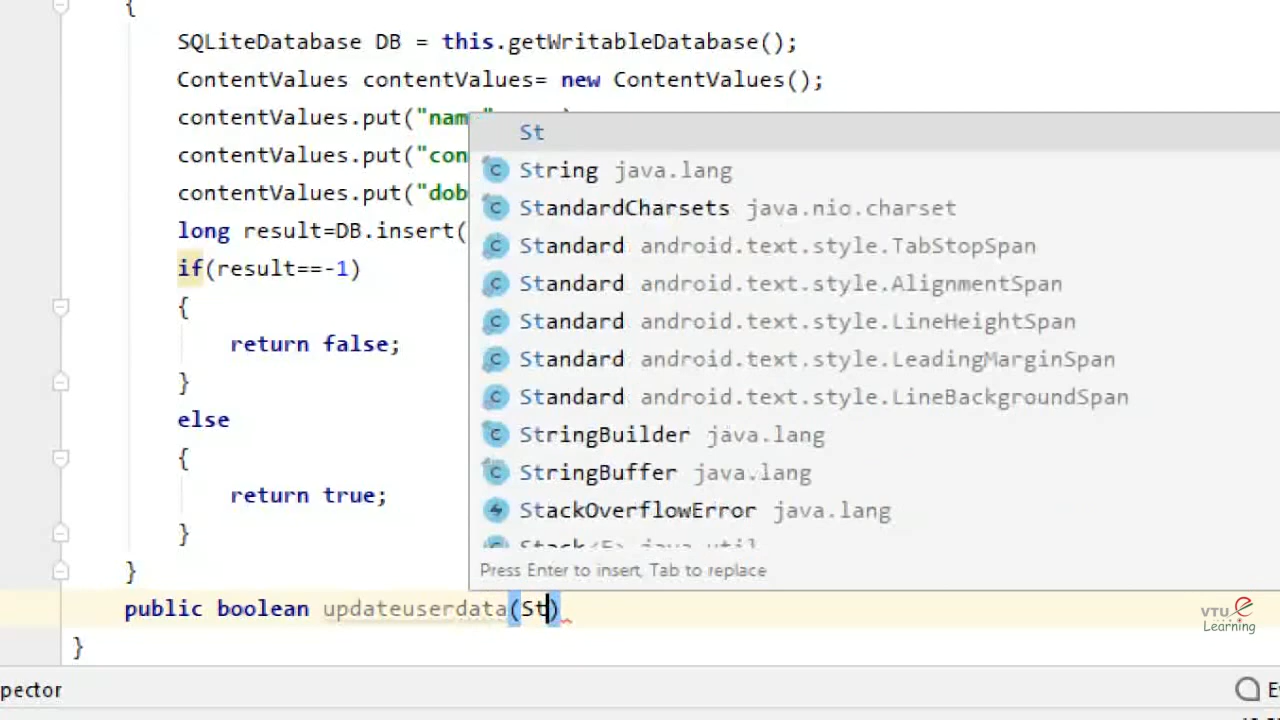 {
SQLiteDatabase DB = this.getWritableDatabase();
ContentValues contentValues= new ContentValues();
contentValues.put("nam
contentValues.put("con
contentValues.put("dob
long result=DB.insert(
if(result==-1)
{
return false;
}
else
{
return true;
}
}
public boolean updateuserdata(St)
}
St
String java.lang
StandardCharsets java.nio.charset
Standard android.text.style.TabStopSpan
Standard android.text.style.AlignmentSpan
Standard android.text.style.LineHeightSpan
Standard android.text.style.LeadingMarginSpan
Standard android.text.style.LineBackgroundSpan
StringBuilder java.lang
StringBuffer java.lang
StackOverflowError java.lang
Stack<E> java.util
Press Enter to insert, Tab to replace
VTU e
Learning
pector